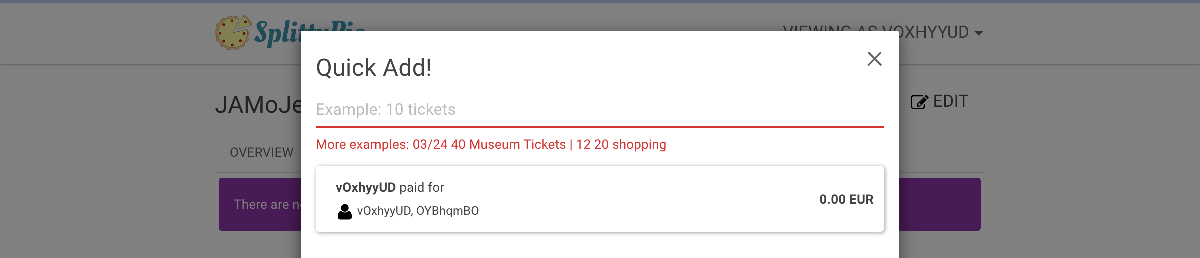 SplittyPie
VIEWING AS VOXHYYUD
Quick Add!
JAMoJe
EDIT
Example: 10 tickets
More examples: 03/24 40 Museum Tickets | 12 20 shopping
OVERVIEW
vOxhyyUD paid for
0.00 EUR
vOxhyyUD, OYBhqmBO
There are